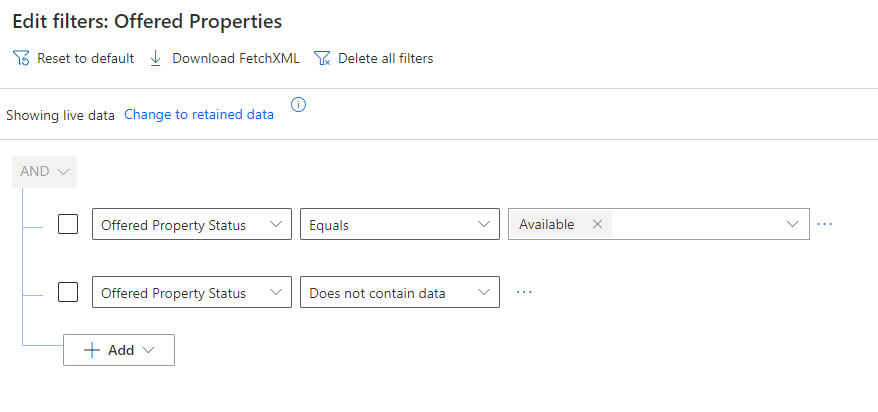 Edit filters: Offered Properties
Reset to default Download FetchXML Delete all filters
Showing live data Change to retained data
AND
Offered Property Status Equals Available
Offered Property Status Does not contain data
Add